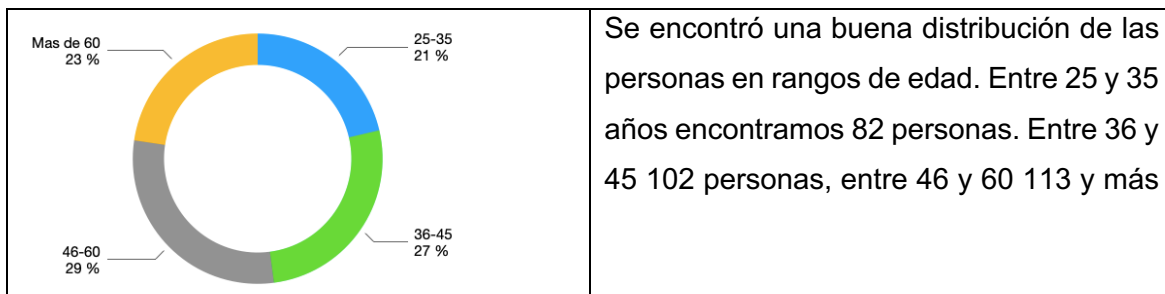 Mas de 60
23 %
25-35
21 %
46-60
29 %
36-45
27 %
Se encontró una buena distribución de las
personas en rangos de edad. Entre 25 y 35
años encontramos 82 personas. Entre 36 y
45 102 personas, entre 46 y 60 113 y más